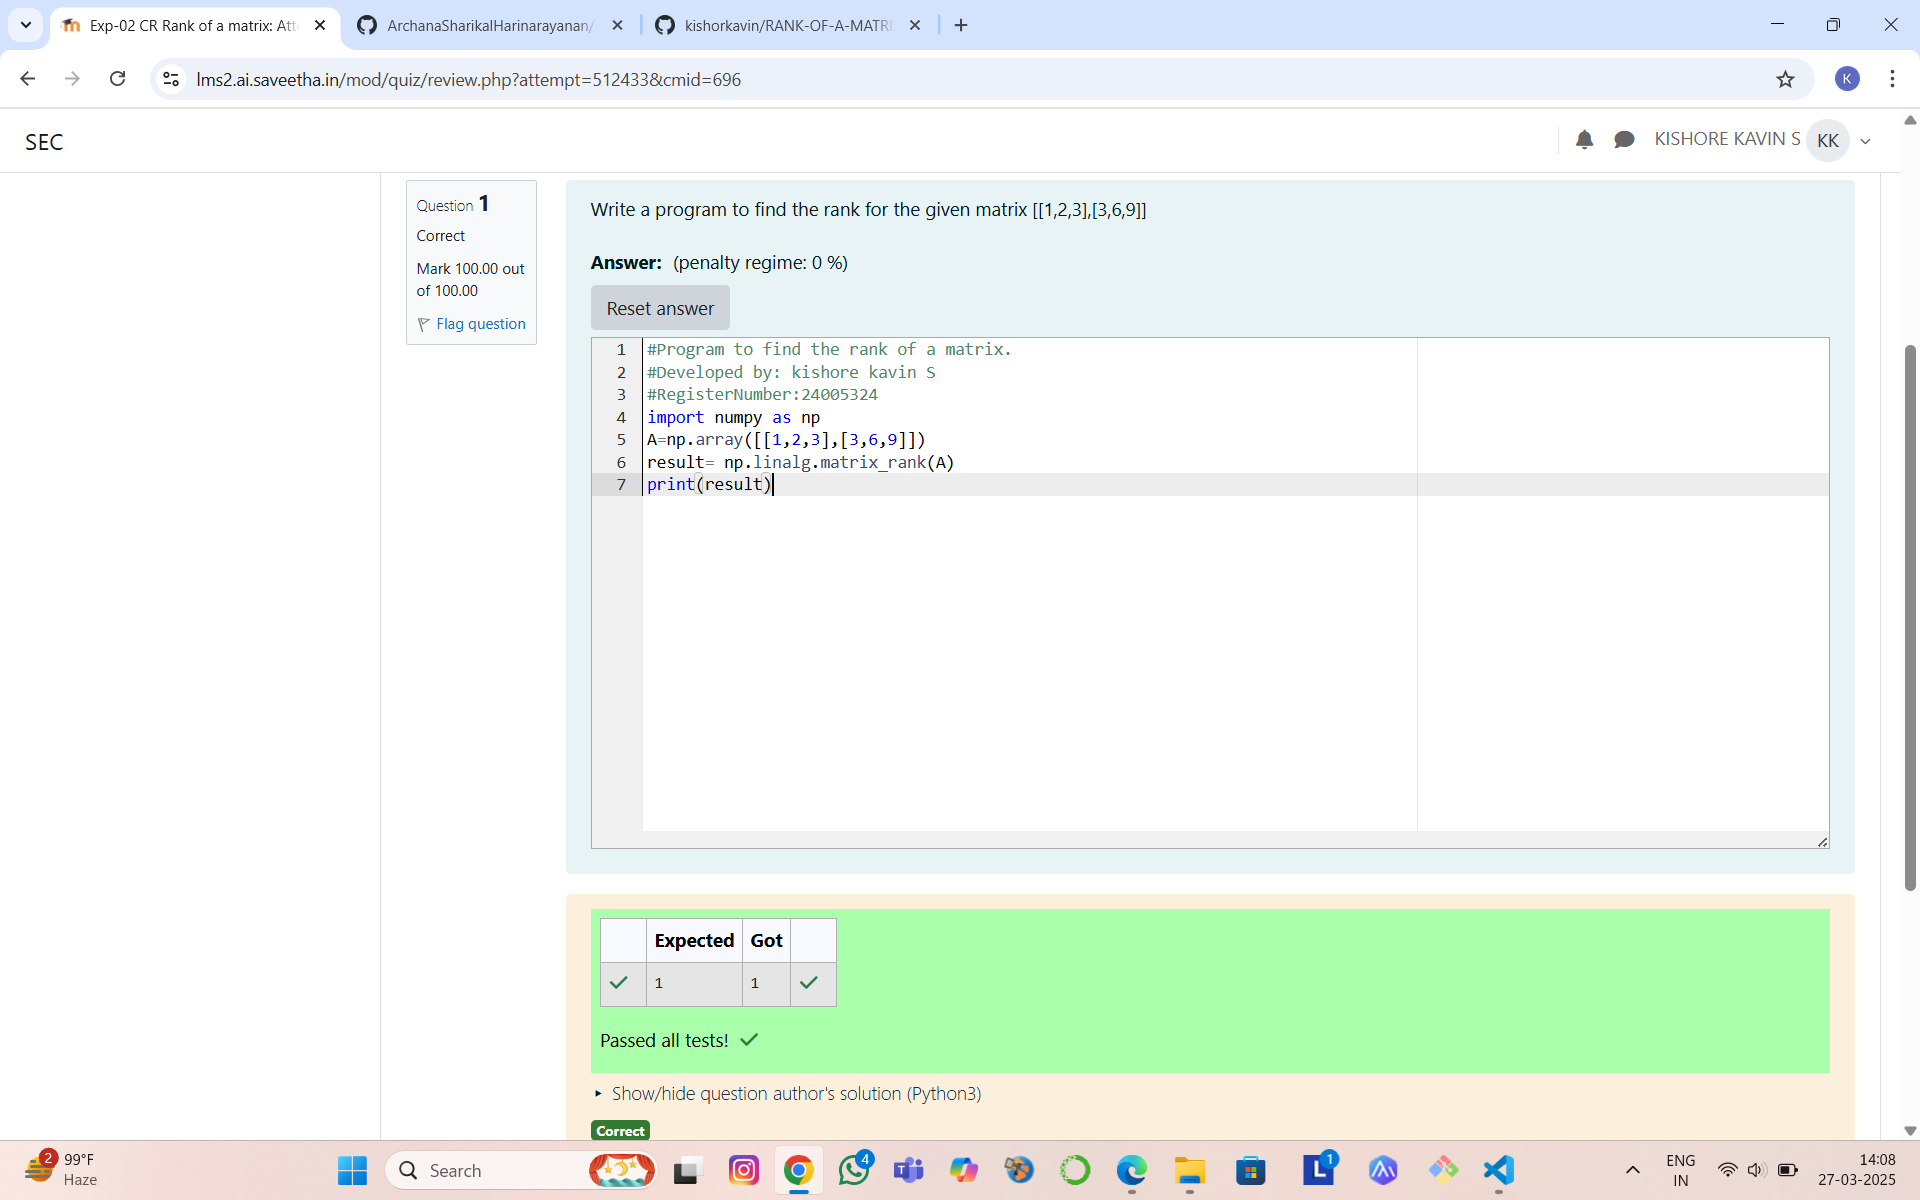 Exp-02 CR Rank of a matrix: Att
ArchanaSharikalHarinarayanan/
kishorkavin/RANK-OF-A-MATRI
lms2.ai.saveetha.in/mod/quiz/review.php?attempt=512433&cmid=696
K
SEC
KISHORE KAVIN S
KK
Question 1
Correct
Mark 100.00 out
of 100.00
Flag question
Write a program to find the rank for the given matrix [[1,2,3],[3,6,9]]
Answer: (penalty regime: 0 %)
Reset answer
1 #Program to find the rank of a matrix.
2 #Developed by: kishore kavin S
3 #RegisterNumber:24005324
4 import numpy as np
5 A=np.array([[1,2,3],[3,6,9]])
6 result= np.linalg.matrix_rank(A)
7 print(result)
Expected Got
1 1
Passed all tests!
Show/hide question author's solution (Python3)
Correct
2
99°F
Haze
Search
4
L
1
ENG
IN
14:08
27-03-2025